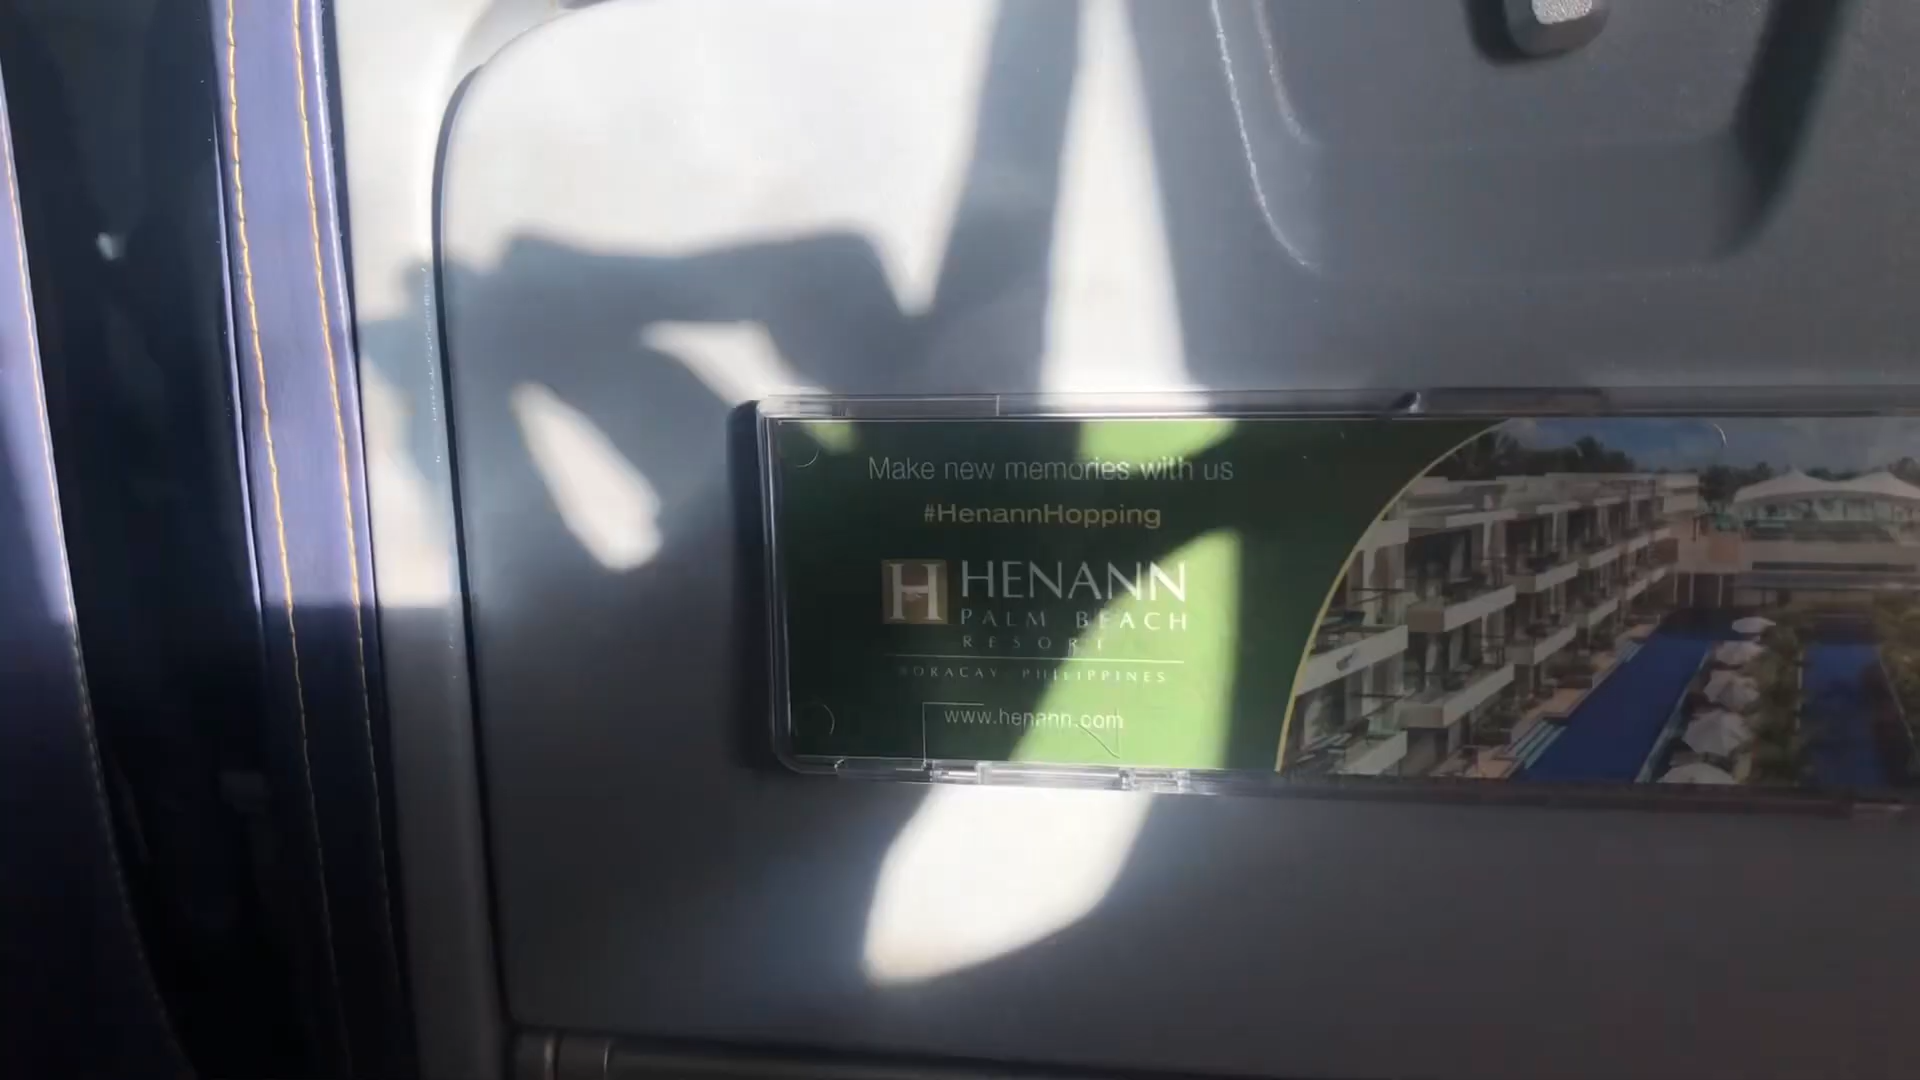 Make new memories with us
#HenannHopping
H HENANN
PALM BEACH
RESORT
BORACAY PHILIPPINES
www.henann.com